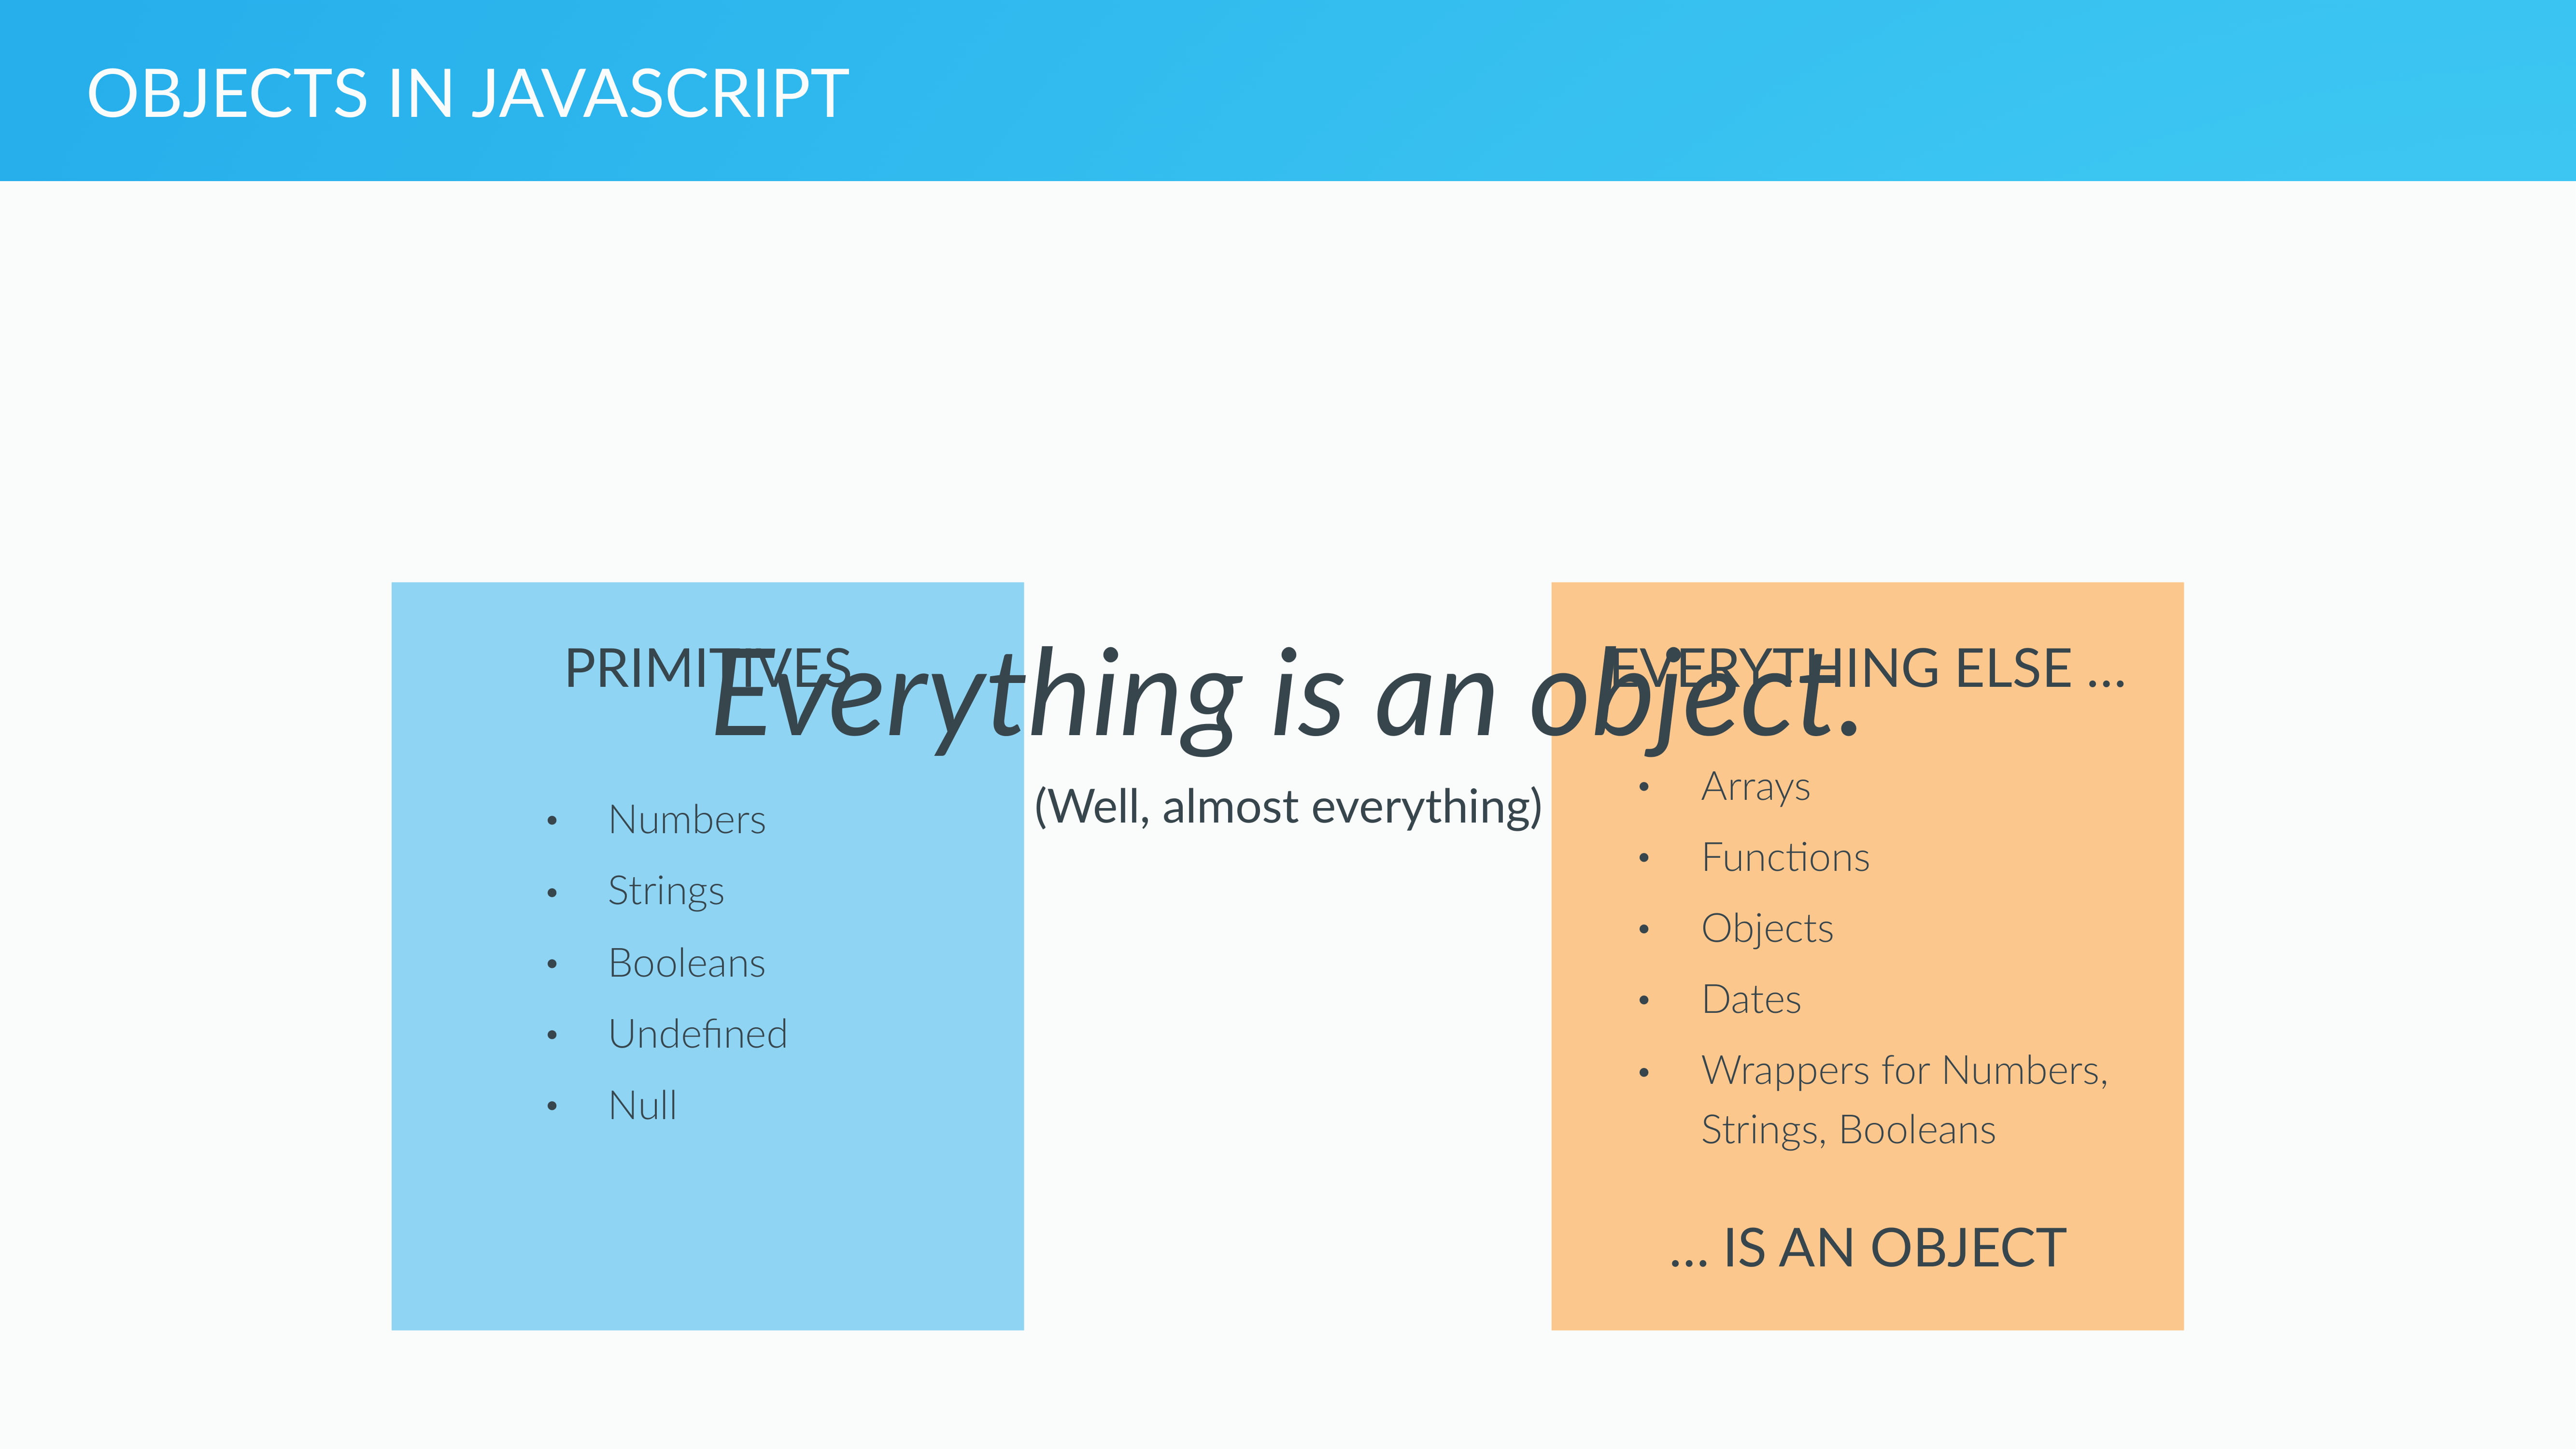 OBJECTS IN JAVASCRIPT
Everything is an object.
(Well, almost everything)
PRIMITIVES
• Numbers
• Strings
• Booleans
• Undefined
• Null
EVERYTHING ELSE …
• Arrays
• Functions
• Objects
• Dates
• Wrappers for Numbers,
Strings, Booleans
… IS AN OBJECT